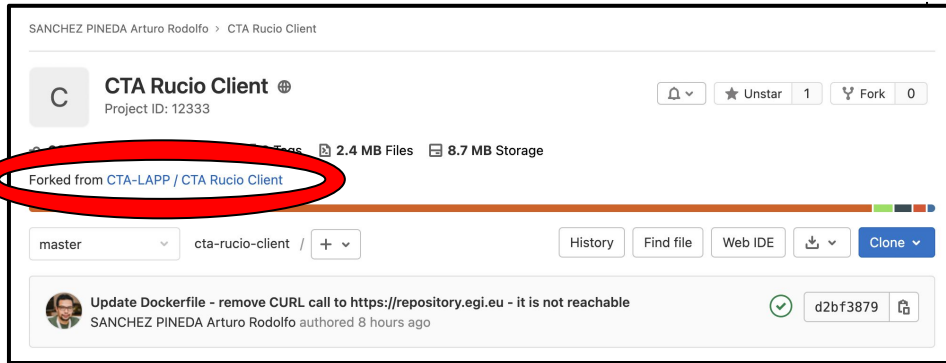 SANCHEZ PINEDA Arturo Rodolfo > CTA Rucio Client
C
CTA Rucio Client
Project ID: 12333
Unstar 1 Fork 0
Tags 2.4 MB Files 8.7 MB Storage
Forked from CTA-LAPP / CTA Rucio Client
master cta-rucio-client / + History Find file Web IDE Clone
Update Dockerfile - remove CURL call to https://repository.egi.eu - it is not reachable
SANCHEZ PINEDA Arturo Rodolfo authored 8 hours ago
d2bf3879